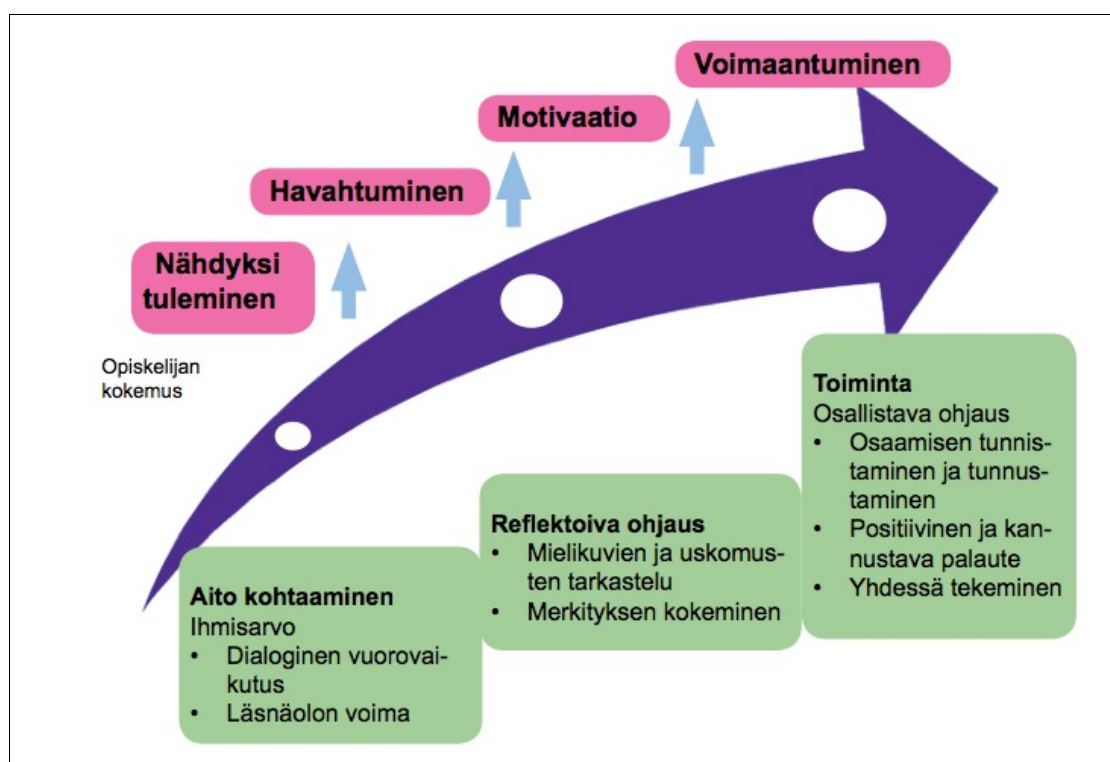 Voimaantuminen
Motivaatio
Havahtuminen
Nähdyksi
tuleminen
Opiskelijan
kokemus
Aito kohtaaminen
Ihmisarvo
• Dialoginen vuorovai-
kutus
• Läsnäolon voima
Reflektoiva ohjaus
• Mielikuvien ja uskomus-
ten tarkastelu
• Merkityksen kokeminen
Toiminta
Osallistava ohjaus
• Osaamisen tunnis-
taminen ja tunnus-
taminen
• Positiivinen ja kan-
nustava palaute
• Yhdessä tekeminen